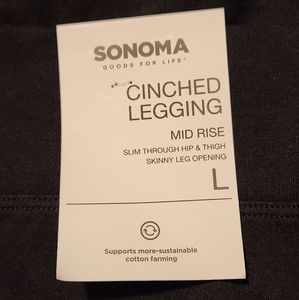 SONOMA
GOODS FOR LIFE®
CINCHED
LEGGING
MID RISE
SLIM THROUGH HIP & THIGH
SKINNY LEG OPENING
L
Supports more-sustainable
cotton farming